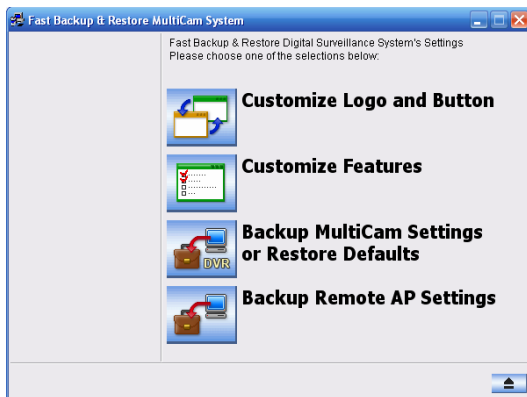 Fast Backup & Restore MultiCam System
Fast Backup & Restore Digital Surveillance System's Settings
Please choose one of the selections below:
Customize Logo and Button
Customize Features
Backup MultiCam Settings
or Restore Defaults
DVR
Backup Remote AP Settings